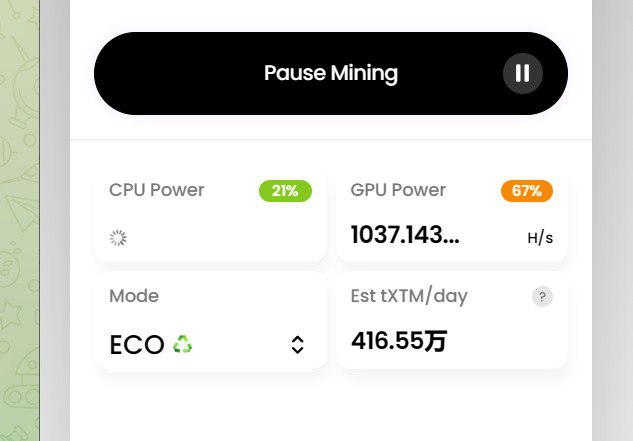 Pause Mining
CPU Power 21%
GPU Power 67%
1037.143... H/s
Mode
ECO
Est tXTM/day ?
416.55万